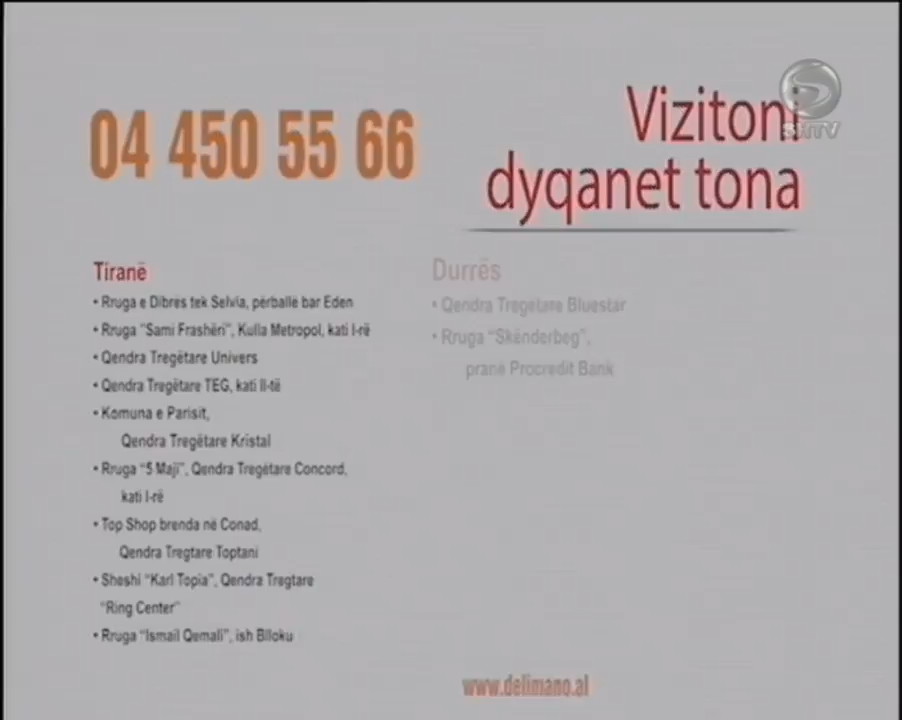 04 450 55 66
Vizitoni
dyqanet tona
SHTV
Tiranë
• Rruga e Dibres tek Selvia, përballë bar Eden
• Rruga "Sami Frashëri", Kulla Metropol, kati I-rë
• Qendra Tregëtare Univers
• Qendra Tregëtare TEG, kati II-të
• Komuna e Parisit,
Qendra Tregëtare Kristal
• Rruga "5 Maji", Qendra Tregëtare Concord,
kati I-rë
• Top Shop brenda në Conad,
Qendra Tregtare Toptani
• Sheshi "Karl Topia", Qendra Tregtare
"Ring Center"
• Rruga "Ismail Qemali", ish Blloku
Durrës
• Qendra Tregëtare Bluestar
• Rruga "Skënderbeg",
pranë Procredit Bank
www.delimano.al